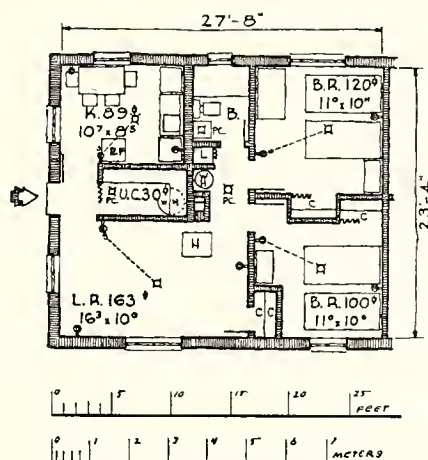 27'-8"
K. 89
10⁷ x 8⁵
R.P.
B.
PC.
L
H
B.R. 120
11⁰ x 10"
23'-4"
U.C. 30
PC.
H
PC.
C
C
H
L.R. 163
16³ x 10⁰
C C
B.R. 100
11⁰ x 10⁰
0 5 10 15 20 25
FEET
0 1 2 3 4 5 6 7
METERS